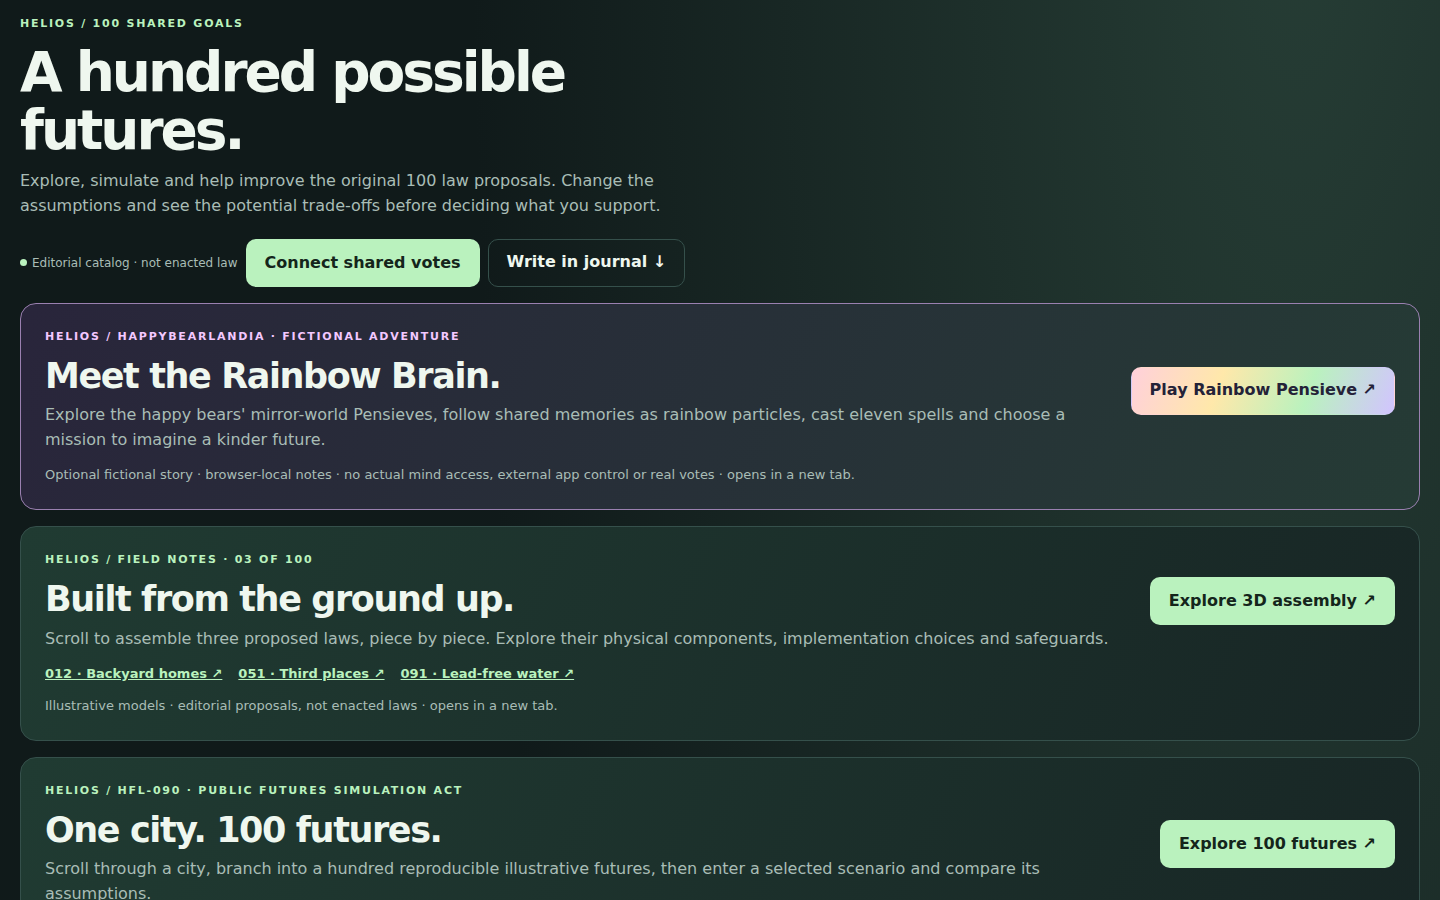 HELIOS / 100 SHARED GOALS
A hundred possible
futures.
Explore, simulate and help improve the original 100 law proposals. Change the
assumptions and see the potential trade-offs before deciding what you support.
Editorial catalog · not enacted law
Connect shared votes
Write in journal ↓
HELIOS / HAPPYBEARLANDIA · FICTIONAL ADVENTURE
Meet the Rainbow Brain.
Explore the happy bears' mirror-world Pensieves, follow shared memories as rainbow particles, cast eleven spells and choose a
mission to imagine a kinder future.
Optional fictional story · browser-local notes · no actual mind access, external app control or real votes · opens in a new tab.
Play Rainbow Pensieve ↗
HELIOS / FIELD NOTES · 03 OF 100
Built from the ground up.
Scroll to assemble three proposed laws, piece by piece. Explore their physical components, implementation choices and safeguards.
012 · Backyard homes ↗ 051 · Third places ↗ 091 · Lead-free water ↗
Illustrative models · editorial proposals, not enacted laws · opens in a new tab.
Explore 3D assembly ↗
HELIOS / HFL-090 · PUBLIC FUTURES SIMULATION ACT
One city. 100 futures.
Scroll through a city, branch into a hundred reproducible illustrative futures, then enter a selected scenario and compare its
assumptions.
Explore 100 futures ↗